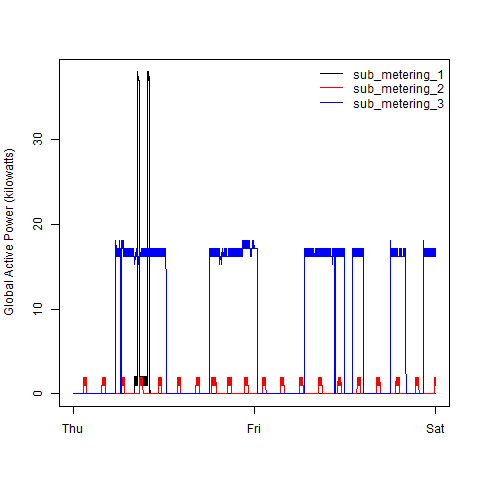 sub_metering_1
sub_metering_2
sub_metering_3
Global Active Power (kilowatts)
30
20
10
0
Thu Fri Sat